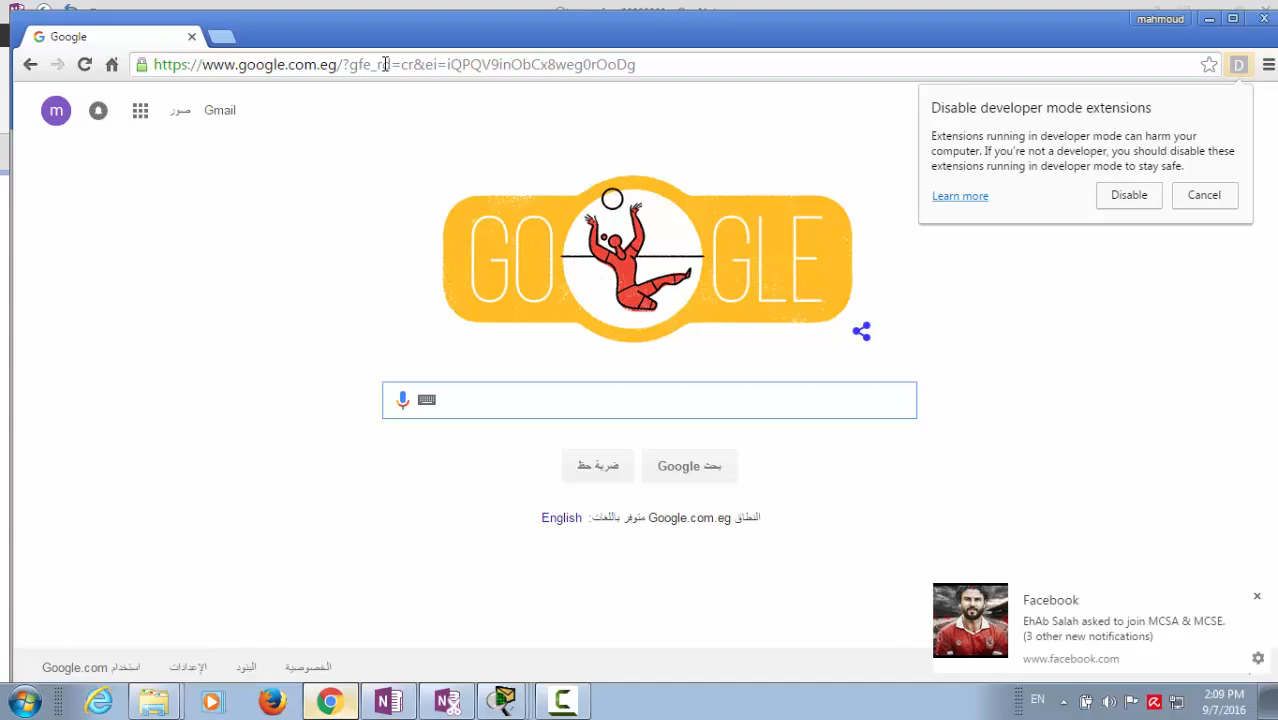 mahmoud
Google
https://www.google.com.eg/?gfe_rd=cr&ei=iQPQV9inObCx8weg0rOoDg
D
m
صور
Gmail
Disable developer mode extensions
Extensions running in developer mode can harm your
computer. If you're not a developer, you should disable these
extensions running in developer mode to stay safe.
Learn more
Disable
Cancel
GOOGLE
ضربة حظ
بحث Google
النطاق Google.com.eg متوفر باللغات: English
Facebook
EhAb Salah asked to join MCSA & MCSE.
(3 other new notifications)
www.facebook.com
استخدام Google.com
الإعدادات
البنود
الخصوصية
EN
2:09 PM
9/7/2016